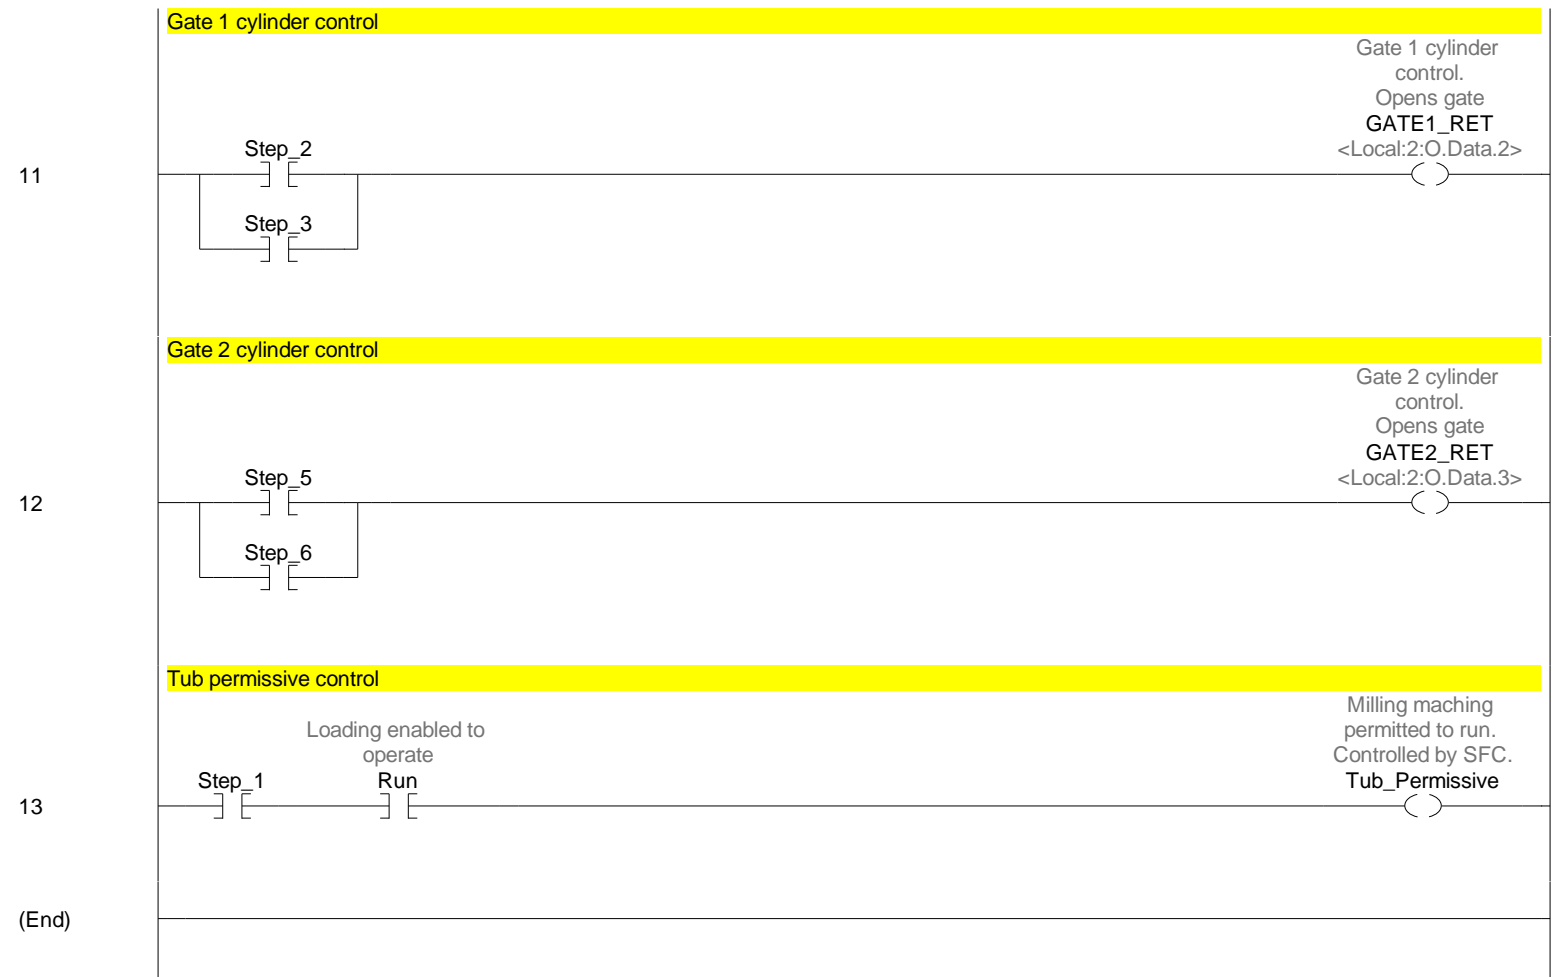 Gate 1 cylinder control
Gate 1 cylinder
control.
Opens gate
GATE1_RET
<Local:2:O.Data.2>
Step_2
11
Step_3
Gate 2 cylinder control
Gate 2 cylinder
control.
Opens gate
GATE2_RET
<Local:2:O.Data.3>
Step_5
12
Step_6
Tub permissive control
Milling maching
permitted to run.
Controlled by SFC.
Tub_Permissive
Loading enabled to
operate
Run
Step_1
13
(End)